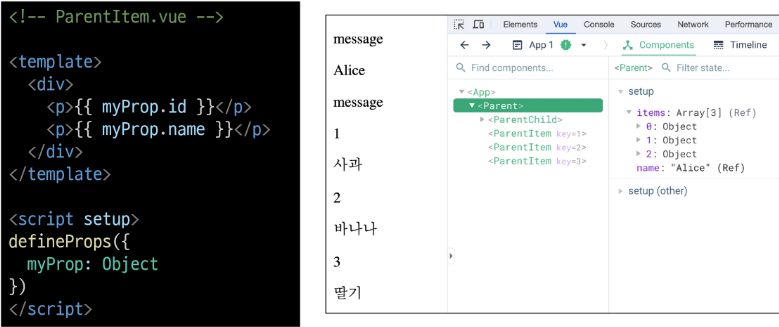 <!-- ParentItem.vue -->
<template>
  <div>
    <p>{{ myProp.id }}</p>
    <p>{{ myProp.name }}</p>
  </div>
</template>
<script setup>
defineProps({
  myProp: Object
})
</script>
message
Alice
message
1
사과
2
바나나
3
딸기
Elements Vue Console Sources Network Performance
App 1 Components Timeline
Find components...
<App>
<Parent>
<ParentChild>
<ParentItem key=1>
<ParentItem key=2>
<ParentItem key=3>
<Parent> Filter state...
setup
items: Array[3] (Ref)
0: Object
1: Object
2: Object
name: "Alice" (Ref)
setup (other)